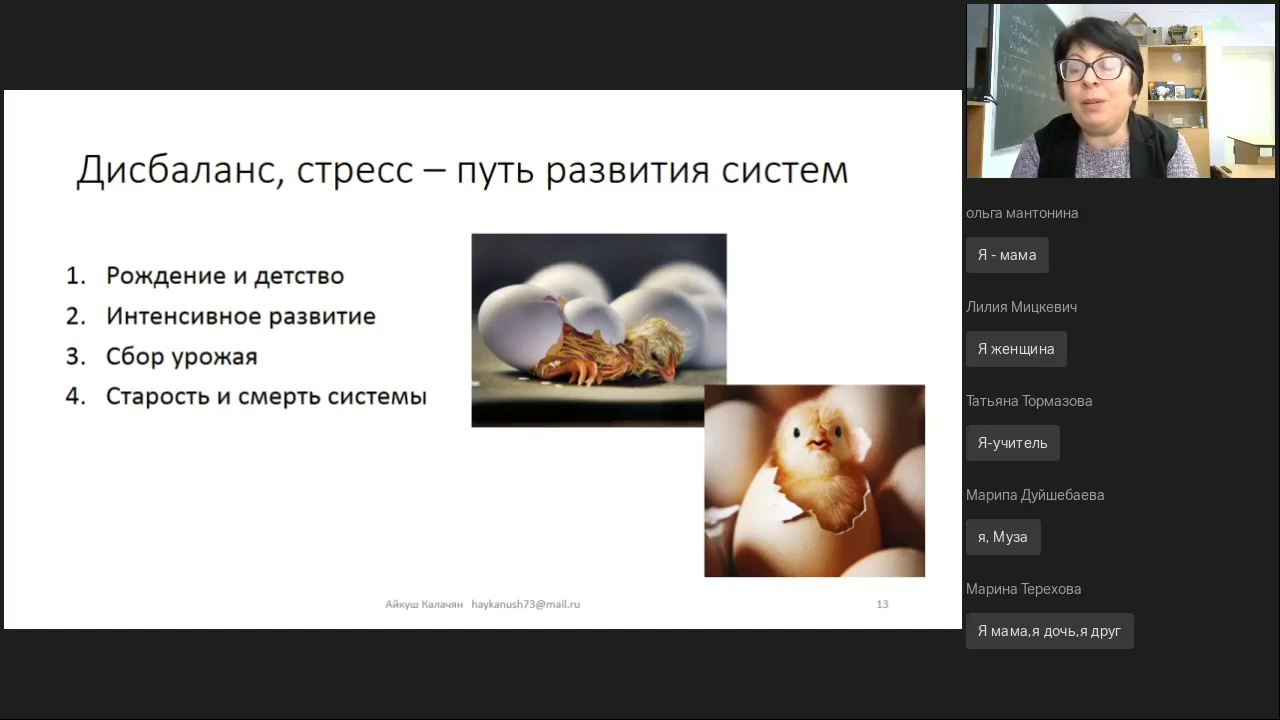 Дисбаланс, стресс – путь развития систем
1. Рождение и детство
2. Интенсивное развитие
3. Сбор урожая
4. Старость и смерть системы
Айкуш Калачян haykanush73@mail.ru
13
ольга мантонина
Я - мама
Лилия Мицкевич
Я женщина
Татьяна Тормазова
Я-учитель
Марипа Дуйшебаева
я, Муза
Марина Терехова
Я мама,я дочь,я друг